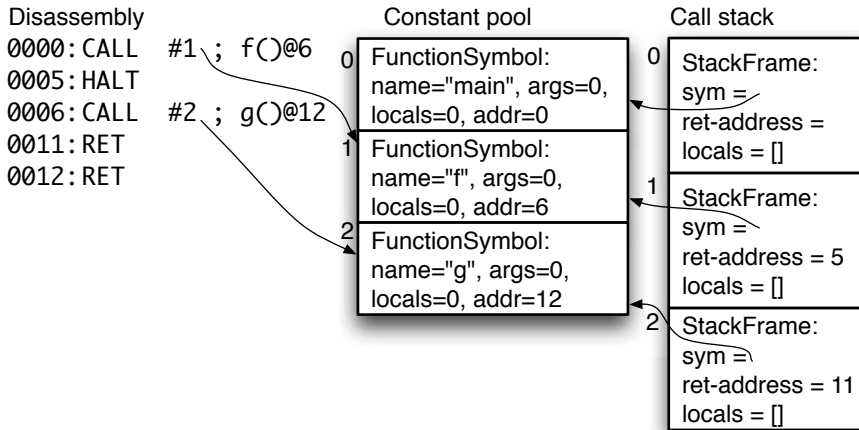 Disassembly
0000: CALL #1 ; f()@6
0005: HALT
0006: CALL #2 ; g()@12
0011: RET
0012: RET
Constant pool
0
FunctionSymbol:
name="main", args=0,
locals=0, addr=0
1
FunctionSymbol:
name="f", args=0,
locals=0, addr=6
2
FunctionSymbol:
name="g", args=0,
locals=0, addr=12
Call stack
0
StackFrame:
sym =
ret-address =
locals = []
1
StackFrame:
sym =
ret-address = 5
locals = []
2
StackFrame:
sym =
ret-address = 11
locals = []